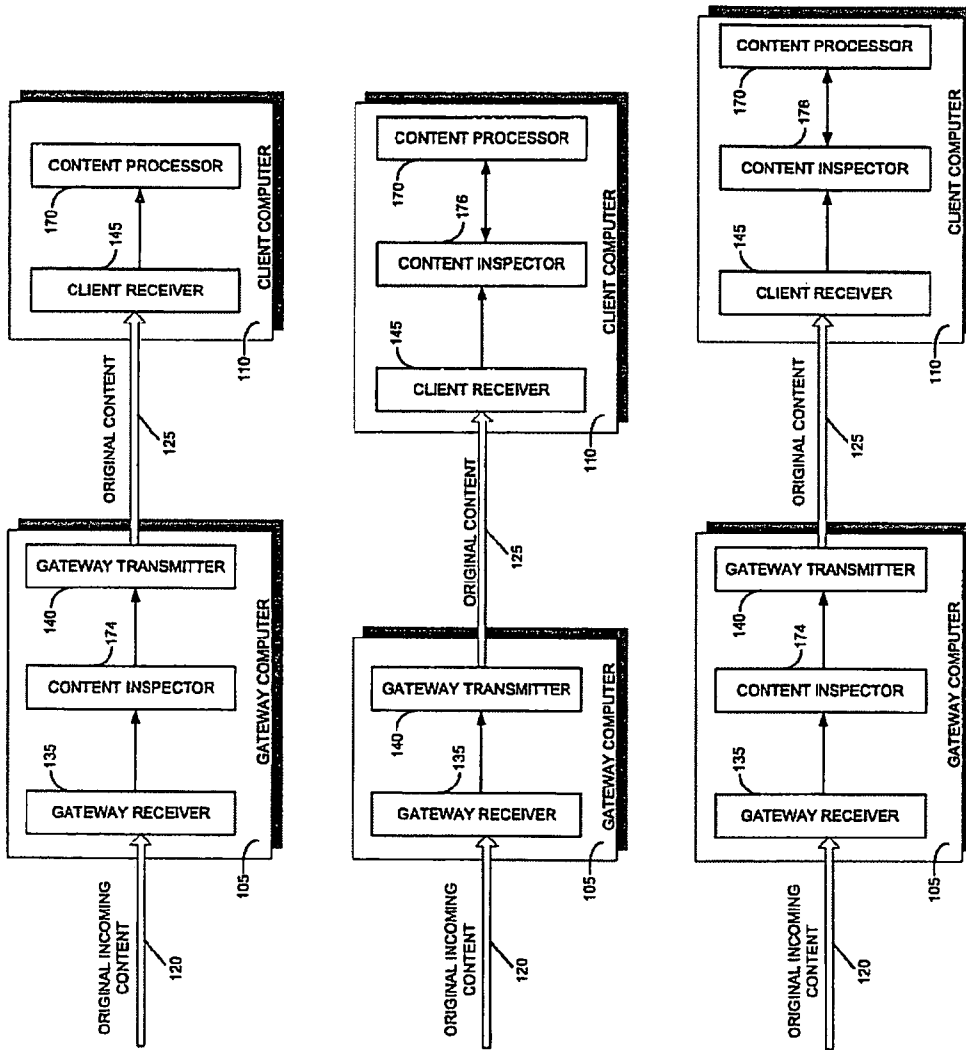 ORIGINAL INCOMING
CONTENT
120
105
GATEWAY RECEIVER
135
CONTENT INSPECTOR
174
GATEWAY TRANSMITTER
140
GATEWAY COMPUTER
ORIGINAL CONTENT
125
110
CLIENT RECEIVER
145
CONTENT PROCESSOR
170
CLIENT COMPUTER
ORIGINAL INCOMING
CONTENT
120
105
GATEWAY RECEIVER
135
GATEWAY TRANSMITTER
140
GATEWAY COMPUTER
ORIGINAL CONTENT
125
110
CLIENT RECEIVER
145
CONTENT INSPECTOR
176
CONTENT PROCESSOR
170
CLIENT COMPUTER
ORIGINAL INCOMING
CONTENT
120
105
GATEWAY RECEIVER
135
CONTENT INSPECTOR
174
GATEWAY TRANSMITTER
140
GATEWAY COMPUTER
ORIGINAL CONTENT
125
110
CLIENT RECEIVER
145
CONTENT INSPECTOR
176
CONTENT PROCESSOR
170
CLIENT COMPUTER